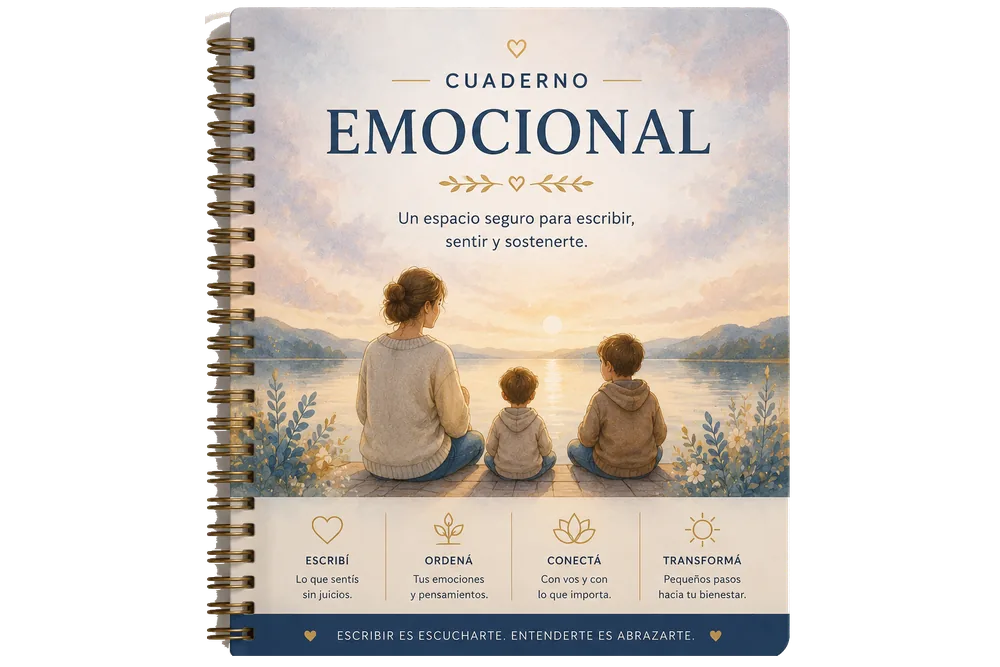 CUADERNO
EMOCIONAL
Un espacio seguro para escribir,
sentir y sostenerte.
ESCRIBÍ
Lo que sentís
sin juicios.
ORDENÁ
Tus emociones
y pensamientos.
CONECTÁ
Con vos y con
lo que importa.
TRANSFORMÁ
Pequeños pasos
hacia tu bienestar.
ESCRIBIR ES ESCUCHARTE. ENTENDERTE ES ABRAZARTE.